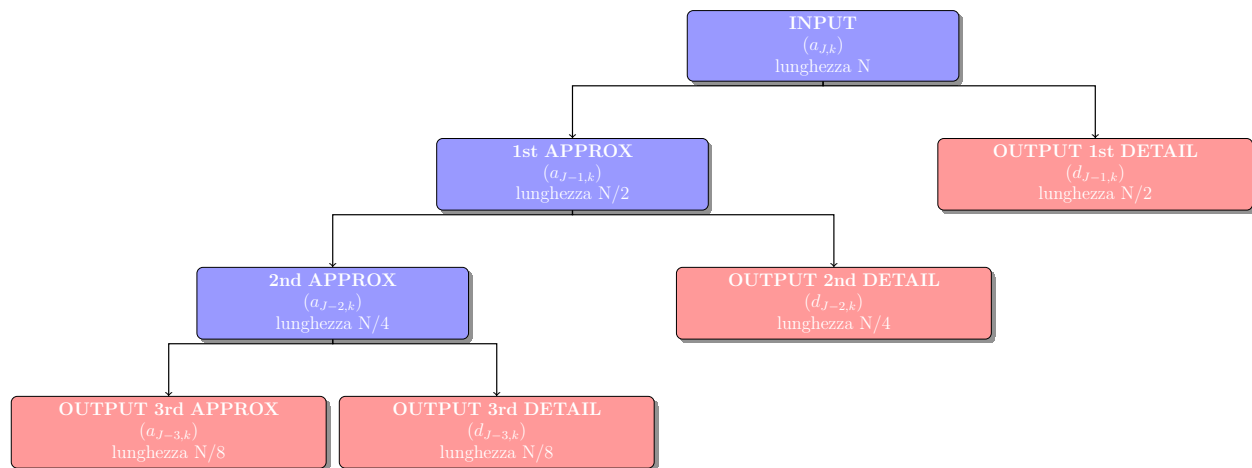 INPUT
(a_{J,k})
lunghezza N
1st APPROX
(a_{J−1,k})
lunghezza N/2
OUTPUT 1st DETAIL
(d_{J−1,k})
lunghezza N/2
2nd APPROX
(a_{J−2,k})
lunghezza N/4
OUTPUT 2nd DETAIL
(d_{J−2,k})
lunghezza N/4
OUTPUT 3rd APPROX
(a_{J−3,k})
lunghezza N/8
OUTPUT 3rd DETAIL
(d_{J−3,k})
lunghezza N/8